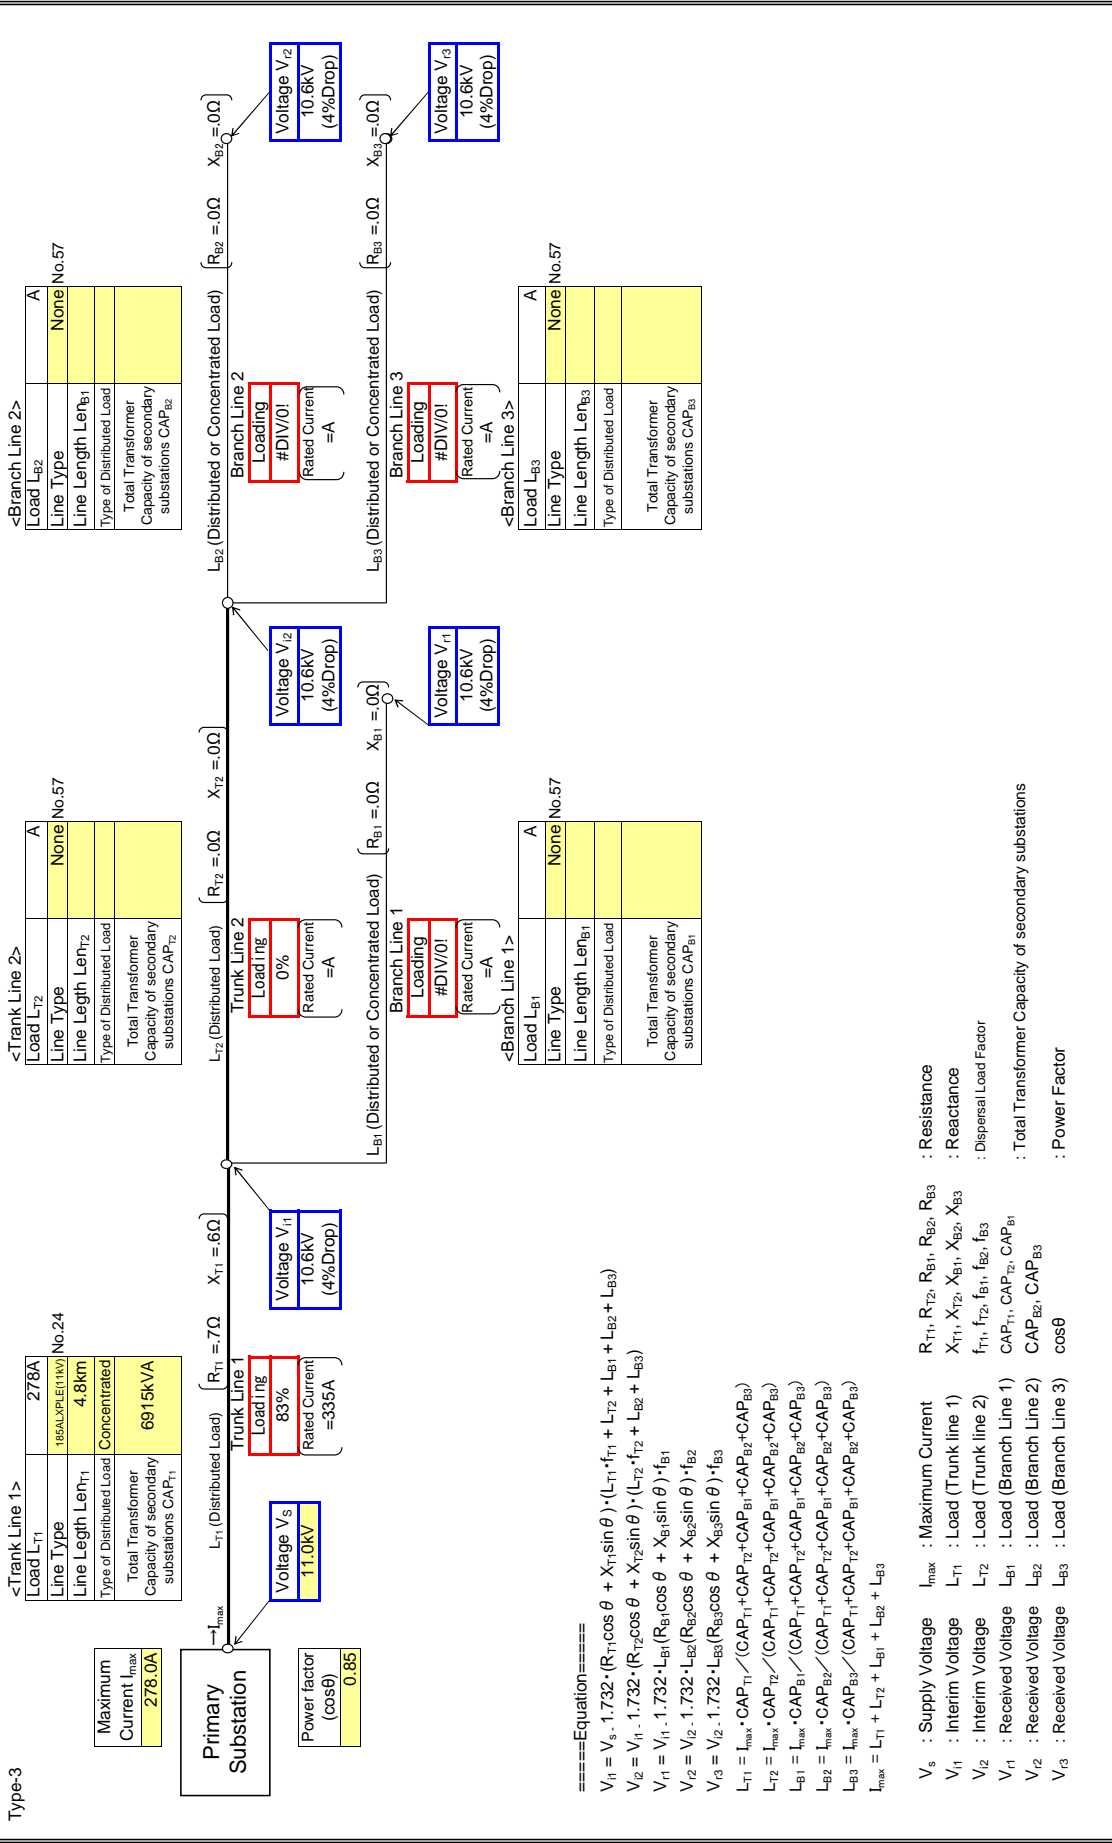 Type-3
Maximum
Current Imax
278.0A
Primary
Substation
Power factor
(cosθ)
0.85
→Imax
Voltage VS
11.0kV
<Trank Line 1>
Load LT1 278A
Line Type 185ALXPLE(11kV) No.24
Line Legth LenT1 4.8km
Type of Distributed Load Concentrated
Total Transformer
Capacity of secondary
substations CAPT1
6915kVA
LT1 (Distributed Load)
RT1 =.7Ω XT1 =.6Ω
Trunk Line 1
Loading
83%
Rated Current
=335A
Voltage Vi1
10.6kV
(4%Drop)
<Trank Line 2>
Load LT2 A
Line Type None No.57
Line Length LenT2
Type of Distributed Load
Total Transformer
Capacity of secondary
substations CAPT2
LT2 (Distributed Load)
RT2 =.0Ω XT2 =.0Ω
Trunk Line 2
Loading
0%
Rated Current
=A
Voltage Vi2
10.6kV
(4%Drop)
LB1 (Distributed or Concentrated Load)
RB1 =.0Ω XB1 =.0Ω
Branch Line 1
Loading
#DIV/0!
Rated Current
=A
Voltage Vr1
10.6kV
(4%Drop)
<Branch Line 1>
Load LB1 A
Line Type None No.57
Line Length LenB1
Type of Distributed Load
Total Transformer
Capacity of secondary
substations CAPB1
<Branch Line 2>
Load LB2 A
Line Type None No.57
Line Length LenB1
Type of Distributed Load
Total Transformer
Capacity of secondary
substations CAPB2
LB2 (Distributed or Concentrated Load)
RB2 =.0Ω XB2 =.0Ω
Branch Line 2
Loading
#DIV/0!
Rated Current
=A
Voltage Vr2
10.6kV
(4%Drop)
LB3 (Distributed or Concentrated Load)
RB3 =.0Ω XB3 =.0Ω
Branch Line 3
Loading
#DIV/0!
Rated Current
=A
Voltage Vr3
10.6kV
(4%Drop)
<Branch Line 3>
Load LB3 A
Line Type None No.57
Line Length LenB3
Type of Distributed Load
Total Transformer
Capacity of secondary
substations CAPB3
=====Equation=====
Vi1 = Vs - 1.732・(RT1cos θ + XT1sin θ)・(LT1・fT1 + LT2 + LB1 + LB2 + LB3)
Vi2 = Vi1 - 1.732・(RT2cos θ + XT2sin θ)・(LT2・fT2 + LB2 + LB3)
Vr1 = Vi1 - 1.732・LB1(RB1cos θ + XB1sin θ)・fB1
Vr2 = Vi2 - 1.732・LB2(RB2cos θ + XB2sin θ)・fB2
Vr3 = Vi2 - 1.732・LB3(RB3cos θ + XB3sin θ)・fB3
LT1 = Imax・CAPT1／(CAPT1+CAPT2+CAPB1+CAPB2+CAPB3)
LT2 = Imax・CAPT2／(CAPT1+CAPT2+CAPB1+CAPB2+CAPB3)
LB1 = Imax・CAPB1／(CAPT1+CAPT2+CAPB1+CAPB2+CAPB3)
LB2 = Imax・CAPB2／(CAPT1+CAPT2+CAPB1+CAPB2+CAPB3)
LB3 = Imax・CAPB3／(CAPT1+CAPT2+CAPB1+CAPB2+CAPB3)
Imax = LT1 + LT2 + LB1 + LB2 + LB3
Vs : Supply Voltage Imax : Maximum Current RT1, RT2, RB1, RB2, RB3 : Resistance
Vi1 : Interim Voltage LT1 : Load (Trunk line 1) XT1, XT2, XB1, XB2, XB3 : Reactance
Vi2 : Interim Voltage LT2 : Load (Trunk line 2) fT1, fT2, fB1, fB2, fB3 : Dispersal Load Factor
Vr1 : Received Voltage LB1 : Load (Branch Line 1) CAPT1, CAPT2, CAPB1 : Total Transformer Capacity of secondary substations
Vr2 : Received Voltage LB2 : Load (Branch Line 2) CAPB2, CAPB3
Vr3 : Received Voltage LB3 : Load (Branch Line 3) cosθ : Power Factor